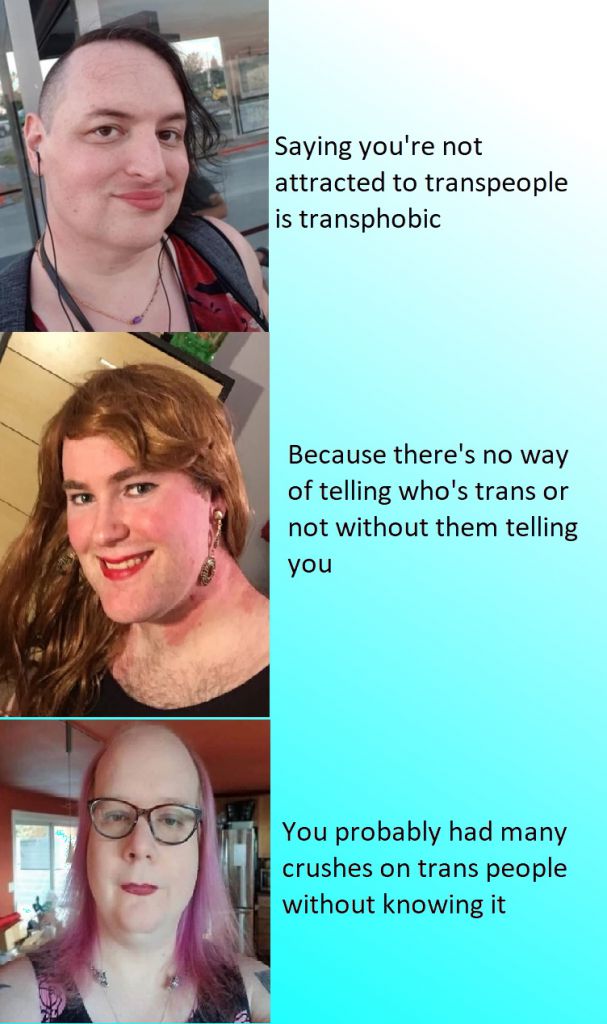 Saying you're not
attracted to transpeople
is transphobic
Because there's no way
of telling who's trans or
not without them telling
you
You probably had many
crushes on trans people
without knowing it